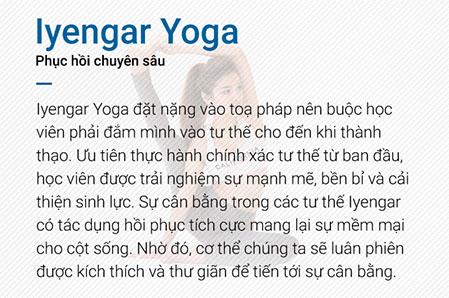 Iyengar Yoga
Phục hồi chuyên sâu
Iyengar Yoga đặt nặng vào toạ pháp nên buộc học
viên phải đắm mình vào tư thế cho đến khi thành
thạo. Ưu tiên thực hành chính xác tư thế từ ban đầu,
học viên được trải nghiệm sự mạnh mẽ, bền bỉ và cải
thiện sinh lực. Sự cân bằng trong các tư thế Iyengar
có tác dụng hồi phục tích cực mang lại sự mềm mại
cho cột sống. Nhờ đó, cơ thể chúng ta sẽ luân phiên
được kích thích và thư giãn để tiến tới sự cân bằng.